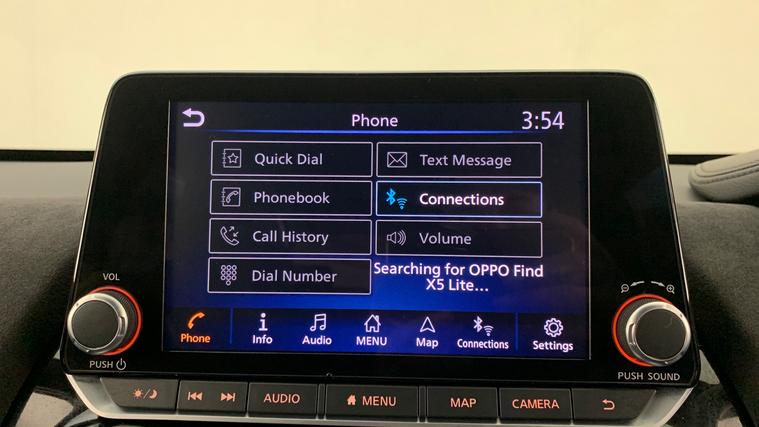 Phone
3:54
Quick Dial
Text Message
Phonebook
Connections
Call History
Volume
Dial Number
Searching for OPPO Find
X5 Lite...
Phone
Info
Audio
MENU
Map
Connections
Settings
VOL
PUSH
PUSH SOUND
AUDIO
MENU
MAP
CAMERA